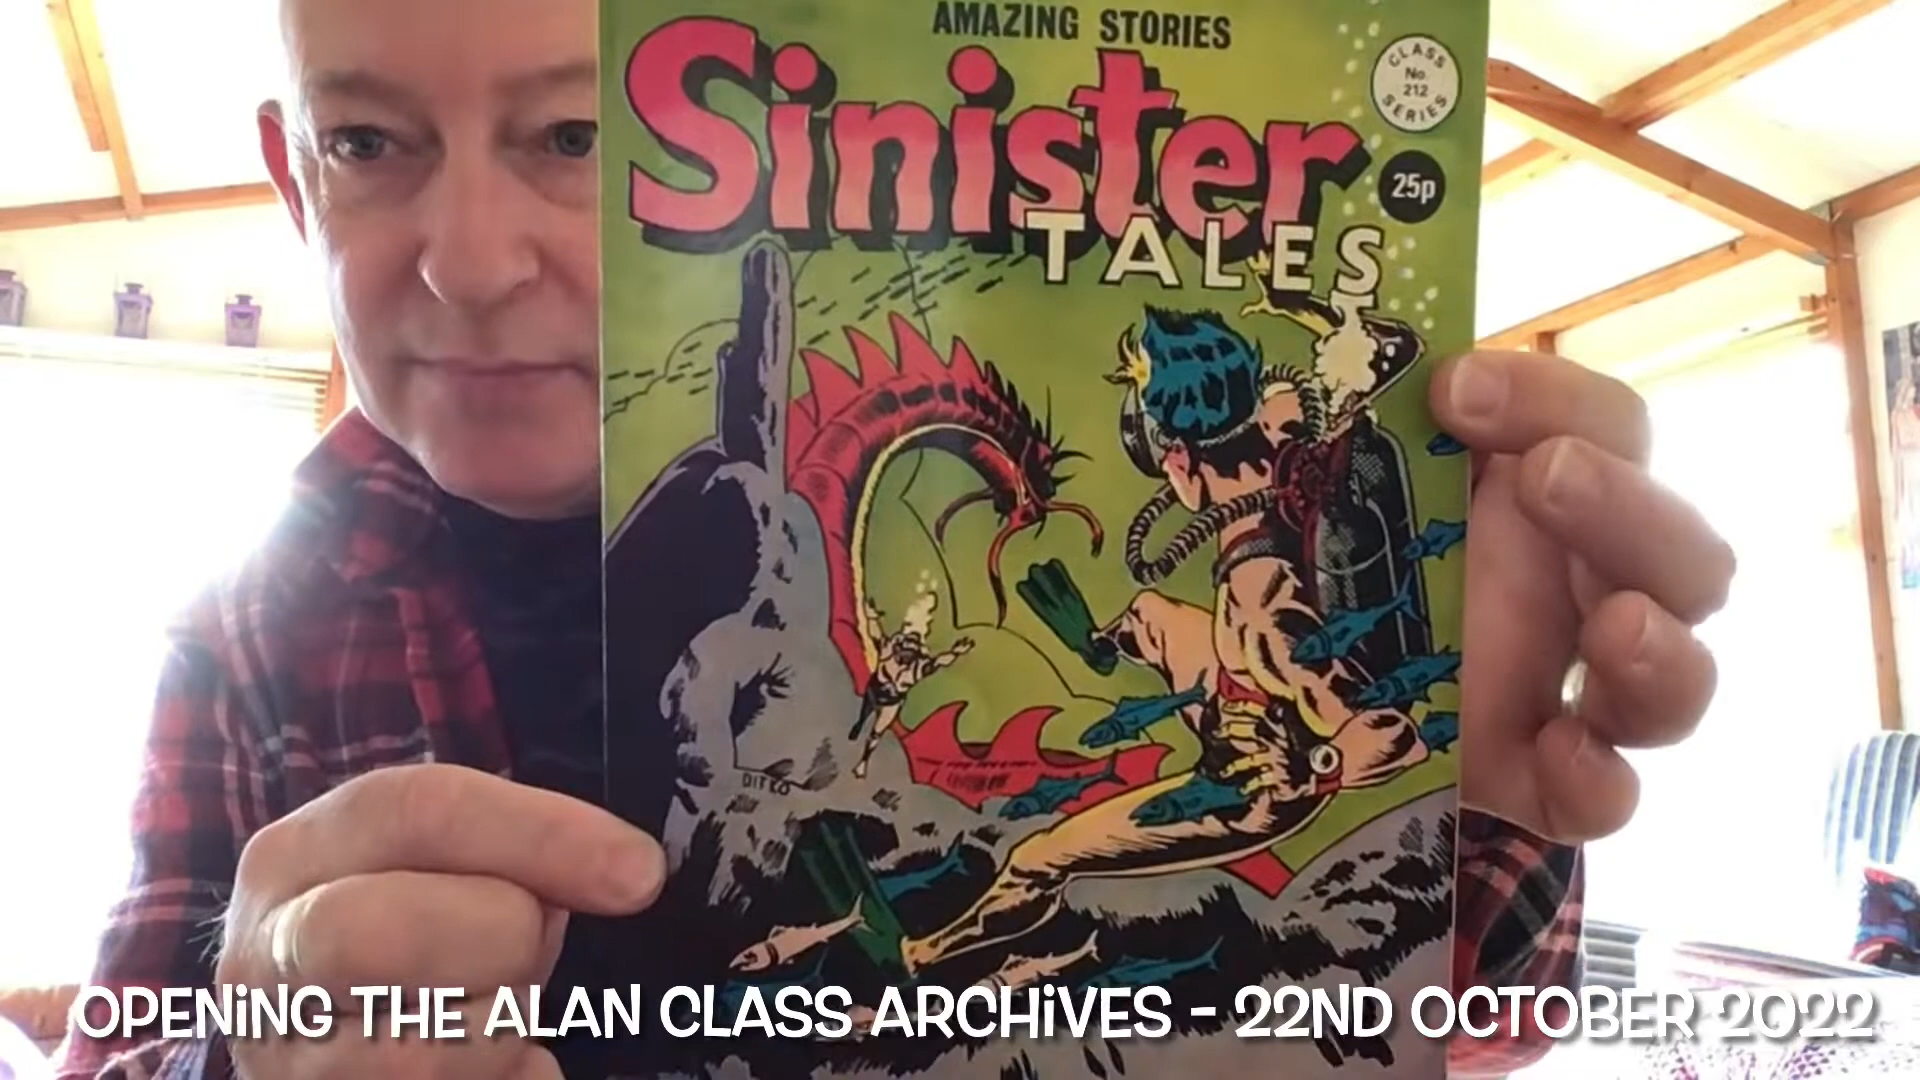 AMAZING STORIES
Sinister
TALES
CLASS
No.
212
SERIES
25p
DITKO
OPENING THE ALAN CLASS ARCHIVES - 22ND OCTOBER 2022